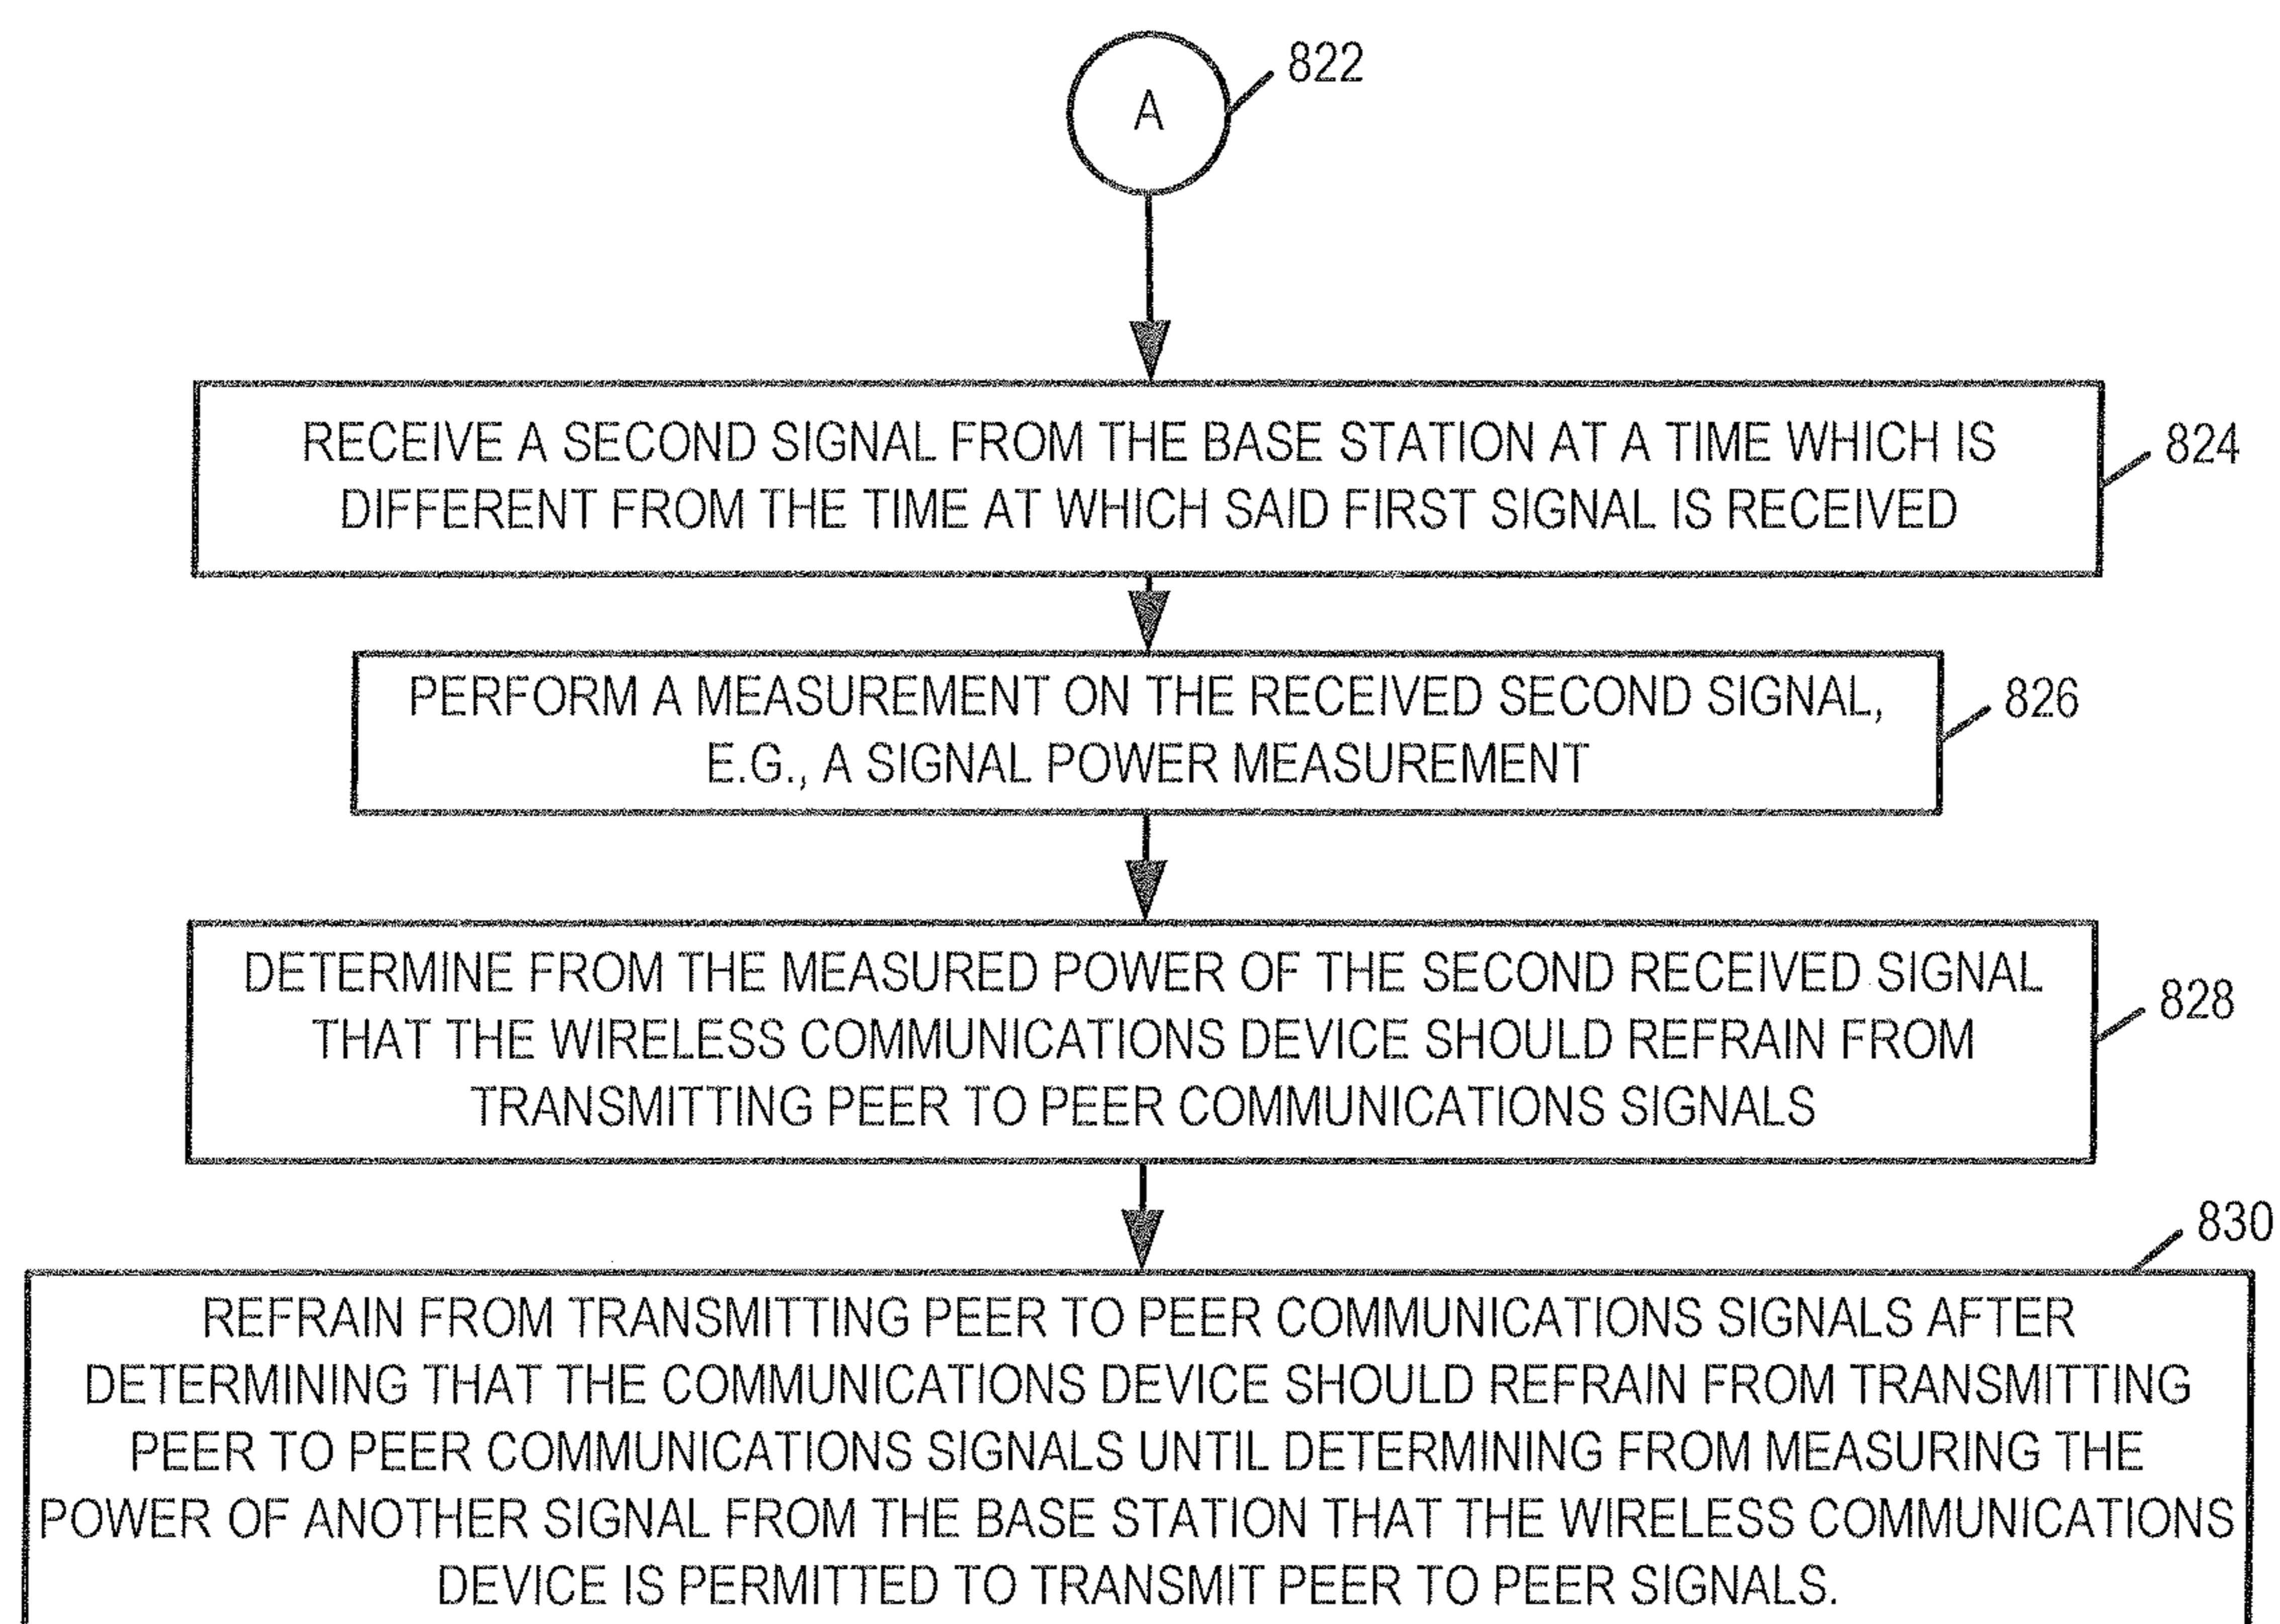 A
822
RECEIVE A SECOND SIGNAL FROM THE BASE STATION AT A TIME WHICH IS
DIFFERENT FROM THE TIME AT WHICH SAID FIRST SIGNAL IS RECEIVED
824
PERFORM A MEASUREMENT ON THE RECEIVED SECOND SIGNAL,
E.G., A SIGNAL POWER MEASUREMENT
826
DETERMINE FROM THE MEASURED POWER OF THE SECOND RECEIVED SIGNAL
THAT THE WIRELESS COMMUNICATIONS DEVICE SHOULD REFRAIN FROM
TRANSMITTING PEER TO PEER COMMUNICATIONS SIGNALS
828
830
REFRAIN FROM TRANSMITTING PEER TO PEER COMMUNICATIONS SIGNALS AFTER
DETERMINING THAT THE COMMUNICATIONS DEVICE SHOULD REFRAIN FROM TRANSMITTING
PEER TO PEER COMMUNICATIONS SIGNALS UNTIL DETERMINING FROM MEASURING THE
POWER OF ANOTHER SIGNAL FROM THE BASE STATION THAT THE WIRELESS COMMUNICATIONS
DEVICE IS PERMITTED TO TRANSMIT PEER TO PEER SIGNALS.